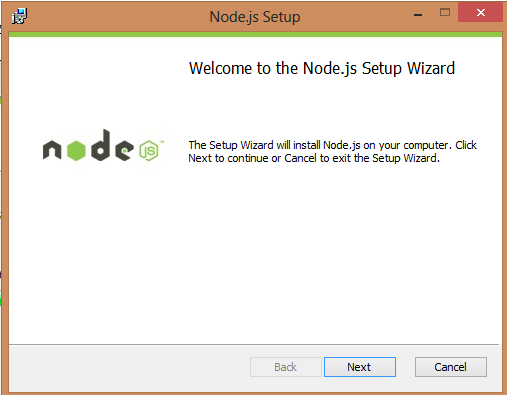 Node.js Setup
Welcome to the Node.js Setup Wizard
node JS™
The Setup Wizard will install Node.js on your computer. Click
Next to continue or Cancel to exit the Setup Wizard.
Back Next Cancel